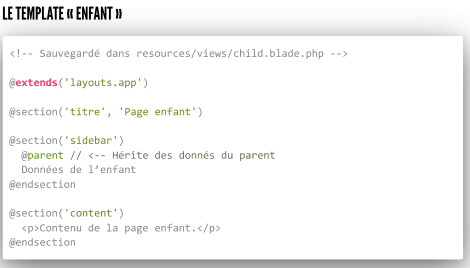 LE TEMPLATE « ENFANT »
<!-- Sauvegardé dans resources/views/child.blade.php -->
@extends('layouts.app')
@section('titre', 'Page enfant')
@section('sidebar')
@parent // <-- Hérite des donnés du parent
Données de l’enfant
@endsection
@section('content')
<p>Contenu de la page enfant.</p>
@endsection